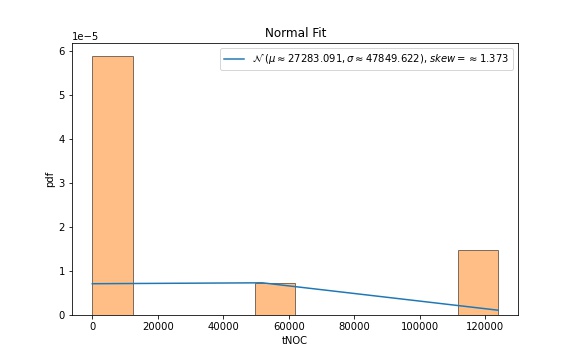 Normal Fit
1e−5
𝒩 (μ ≈ 27283.091, σ ≈ 47849.622), skew = ≈ 1.373
6
5
4
3
2
1
0
pdf
0 20000 40000 60000 80000 100000 120000
tNOC